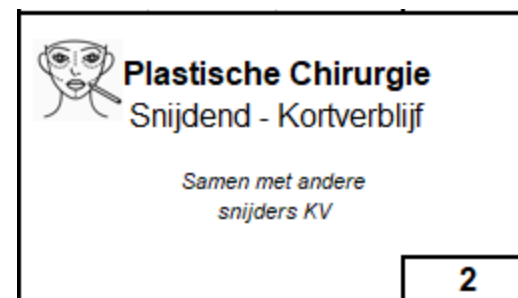 Plastische Chirurgie
Snijdend - Kortverblijf
Samen met andere
snijders KV
2